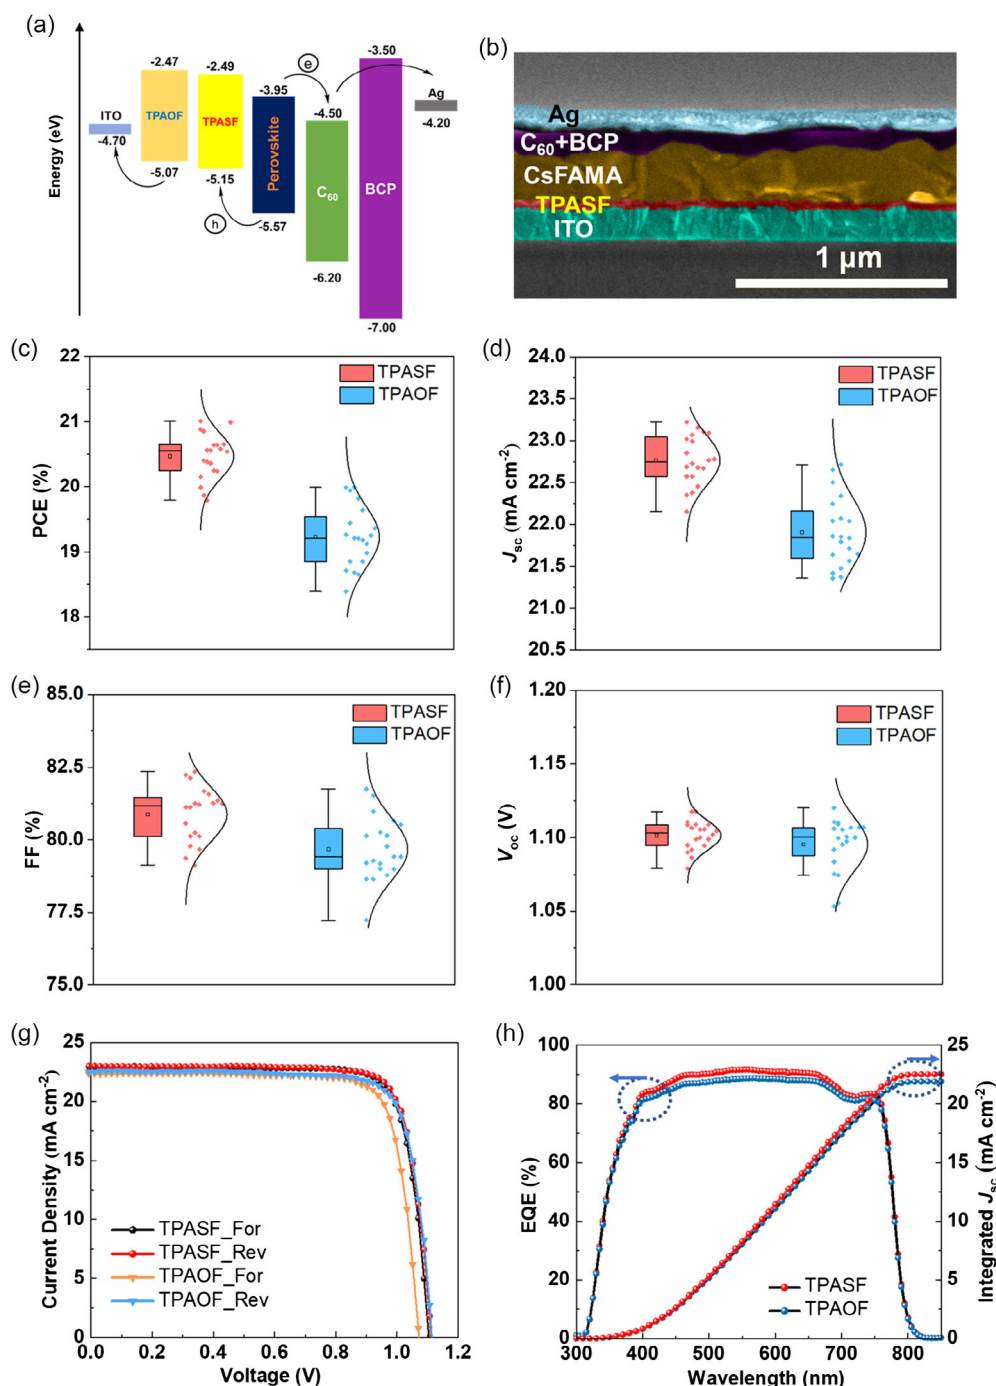 (a)
Energy (eV)
ITO
-4.70
-2.47
TPAOF
-5.07
-2.49
TPASF
-5.15
h
-3.95
Perovskite
-5.57
e
-4.50
C60
-6.20
-3.50
BCP
-7.00
Ag
-4.20
(b)
Ag
C60+BCP
CsFAMA
TPASF
ITO
1 μm
(c)
PCE (%)
22
21
20
19
18
TPASF
TPAOF
(d)
Jsc (mA cm-2)
24.0
23.5
23.0
22.5
22.0
21.5
21.0
20.5
TPASF
TPAOF
(e)
FF (%)
85.0
82.5
80.0
77.5
75.0
TPASF
TPAOF
(f)
Voc (V)
1.20
1.15
1.10
1.05
1.00
TPASF
TPAOF
(g)
Current Density (mA cm-2)
25
20
15
10
5
0
TPASF_For
TPASF_Rev
TPAOF_For
TPAOF_Rev
0.0 0.2 0.4 0.6 0.8 1.0 1.2
Voltage (V)
(h)
EQE (%)
100
80
60
40
20
0
TPASF
TPAOF
25
20
15
10
5
0
Integrated Jsc (mA cm-2)
300 400 500 600 700 800
Wavelength (nm)